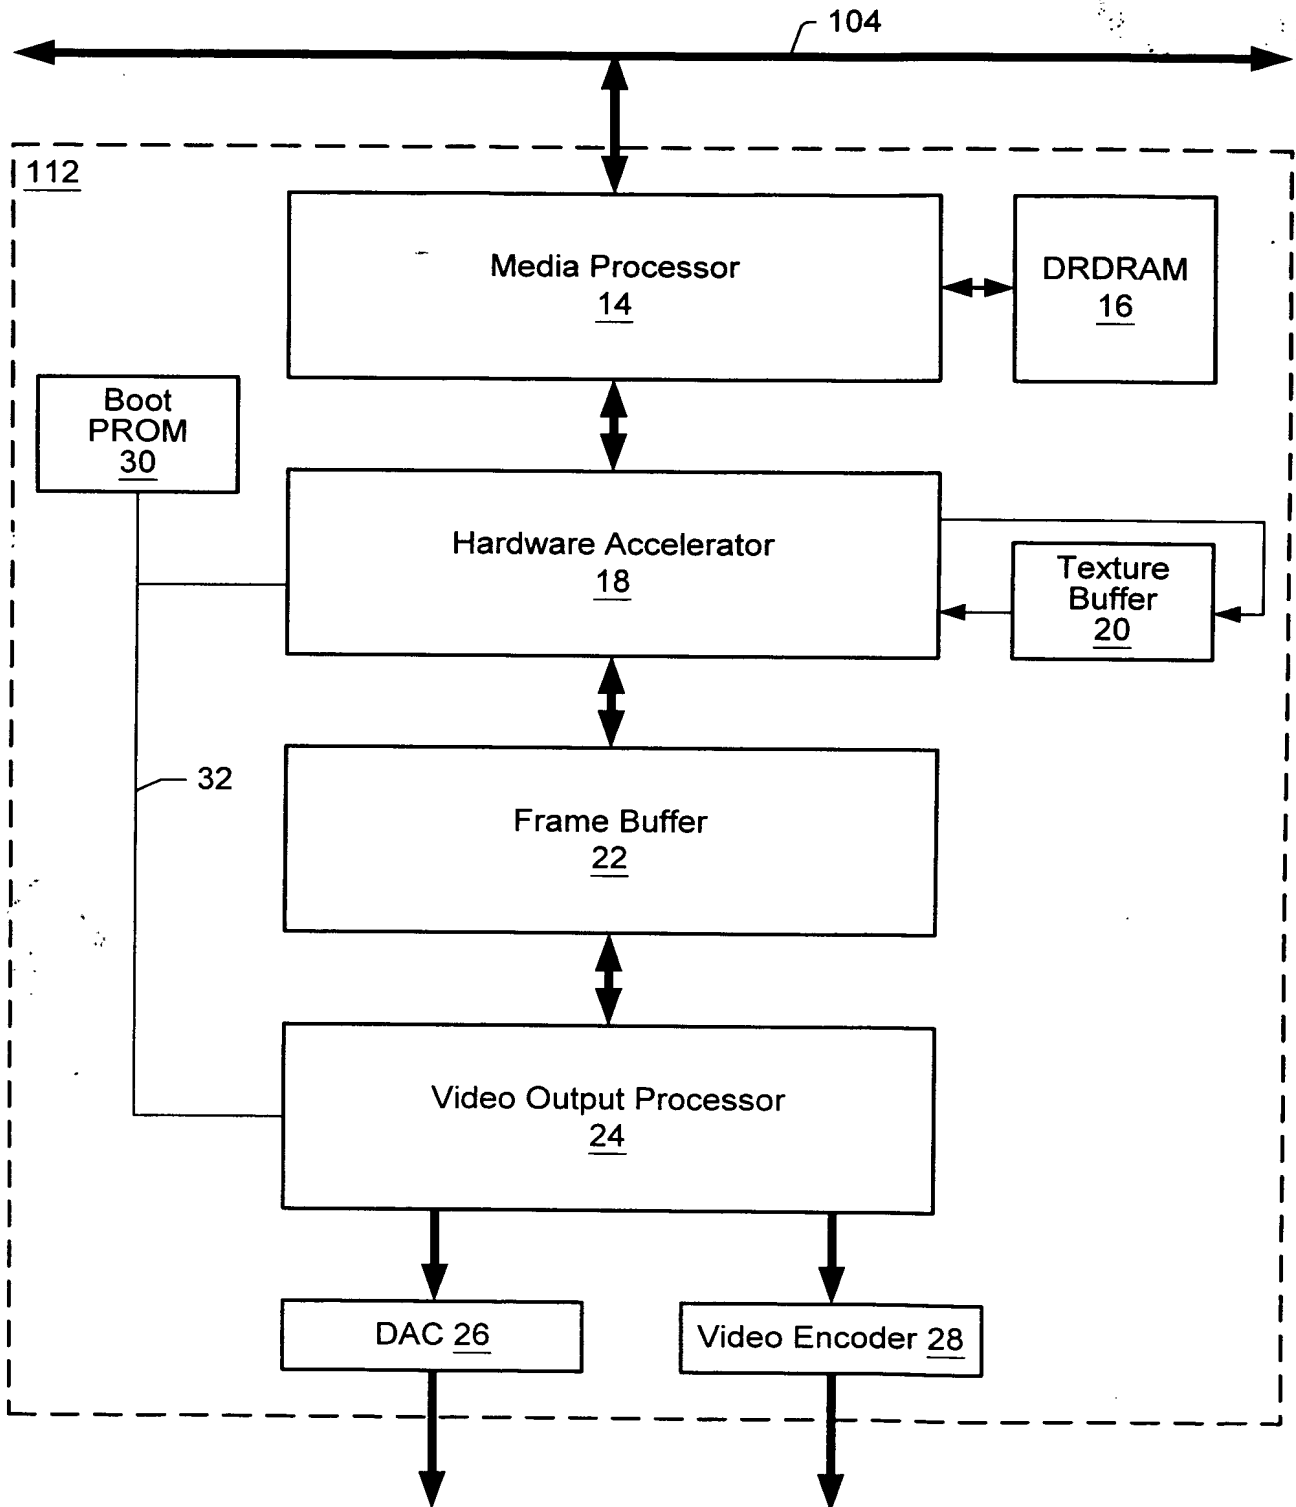 104
112
Media Processor
14
DRDRAM
16
Boot
PROM
30
Hardware Accelerator
18
Texture
Buffer
20
32
Frame Buffer
22
Video Output Processor
24
DAC 26
Video Encoder 28